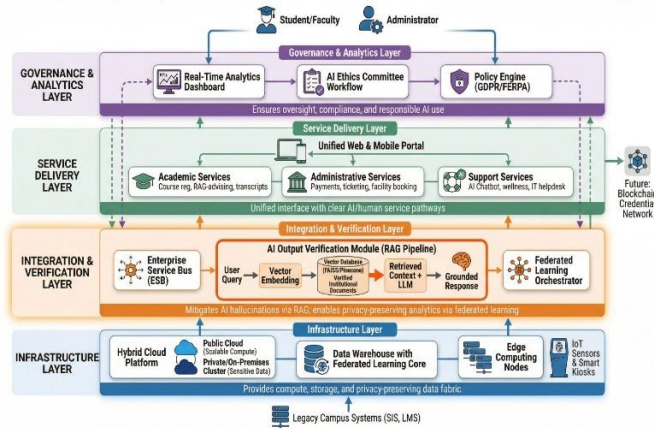 Student/Faculty
Administrator
GOVERNANCE &
ANALYTICS
LAYER
Governance & Analytics Layer
Real-Time Analytics
Dashboard
AI Ethics Committee
Workflow
Policy Engine
(GDPR/FERPA)
Ensures oversight, compliance, and responsible AI use
SERVICE
DELIVERY
LAYER
Service Delivery Layer
Unified Web & Mobile Portal
Academic Services
Course reg, RAG-advising, transcripts
Administrative Services
Payments, ticketing, facility booking
Support Services
AI Chatbot, wellness, IT helpdesk
Unified interface with clear AI/human service pathways
Future:
Blockchain
Credential
Network
INTEGRATION &
VERIFICATION
LAYER
Integration & Verification Layer
Enterprise
Service Bus
(ESB)
AI Output Verification Module (RAG Pipeline)
User
Query
Vector
Embedding
Vector Database
(FAISS/Pinecone)
Verified
Institutional
Documents
Retrieved
Context +
LLM
Grounded
Response
Federated
Learning
Orchestrator
Mitigates AI hallucinations via RAG, enables privacy-preserving analytics via federated learning
INFRASTRUCTURE
LAYER
Infrastructure Layer
Hybrid Cloud
Platform
Public Cloud
(Scalable Compute)
Private/On-Premises
Cluster (Sensitive Data)
Data Warehouse with
Federated Learning Core
Edge
Computing
Nodes
IoT
Sensors
& Smart
Kiosks
Provides compute, storage, and privacy-preserving data fabric
Legacy Campus Systems (SIS, LMS)